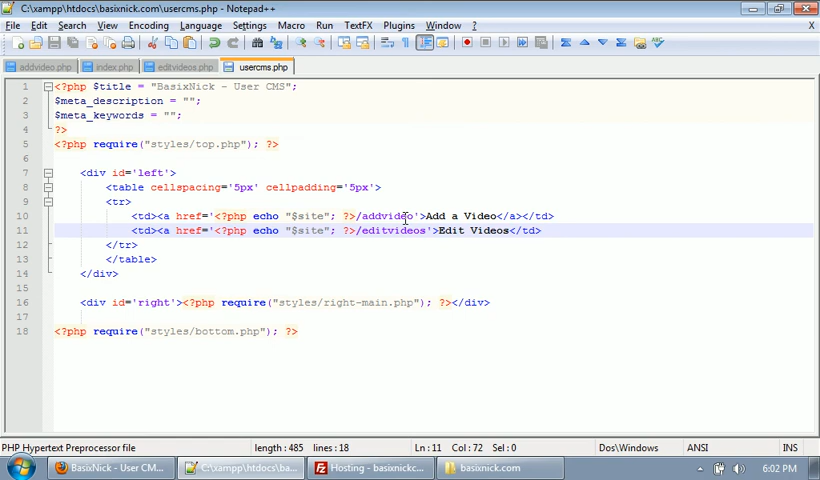 C:\xampp\htdocs\basixnick.com\usercms.php - Notepad++
File Edit Search View Encoding Language Settings Macro Run TextFX Plugins Window ? X
addvideo.php index.php editvideos.php usercms.php
1 <?php $title = "BasixNick - User CMS";
2 $meta_description = "";
3 $meta_keywords = "";
4 ?>
5 <?php require("styles/top.php"); ?>
6
7 <div id='left'>
8 <table cellspacing='5px' cellpadding='5px'>
9 <tr>
10 <td><a href='<?php echo "$site"; ?>/addvideo'>Add a Video</a></td>
11 <td><a href='<?php echo "$site"; ?>/editvideos'>Edit Videos</td>
12 </tr>
13 </table>
14 </div>
15
16 <div id='right'><?php require("styles/right-main.php"); ?></div>
17
18 <?php require("styles/bottom.php"); ?>
PHP Hypertext Preprocessor file length : 485 lines : 18 Ln : 11 Col : 72 Sel : 0 Dos\Windows ANSI INS
BasixNick - User CM... C:\xampp\htdocs\ba... Hosting - basixnickc... basixnick.com 6:02 PM